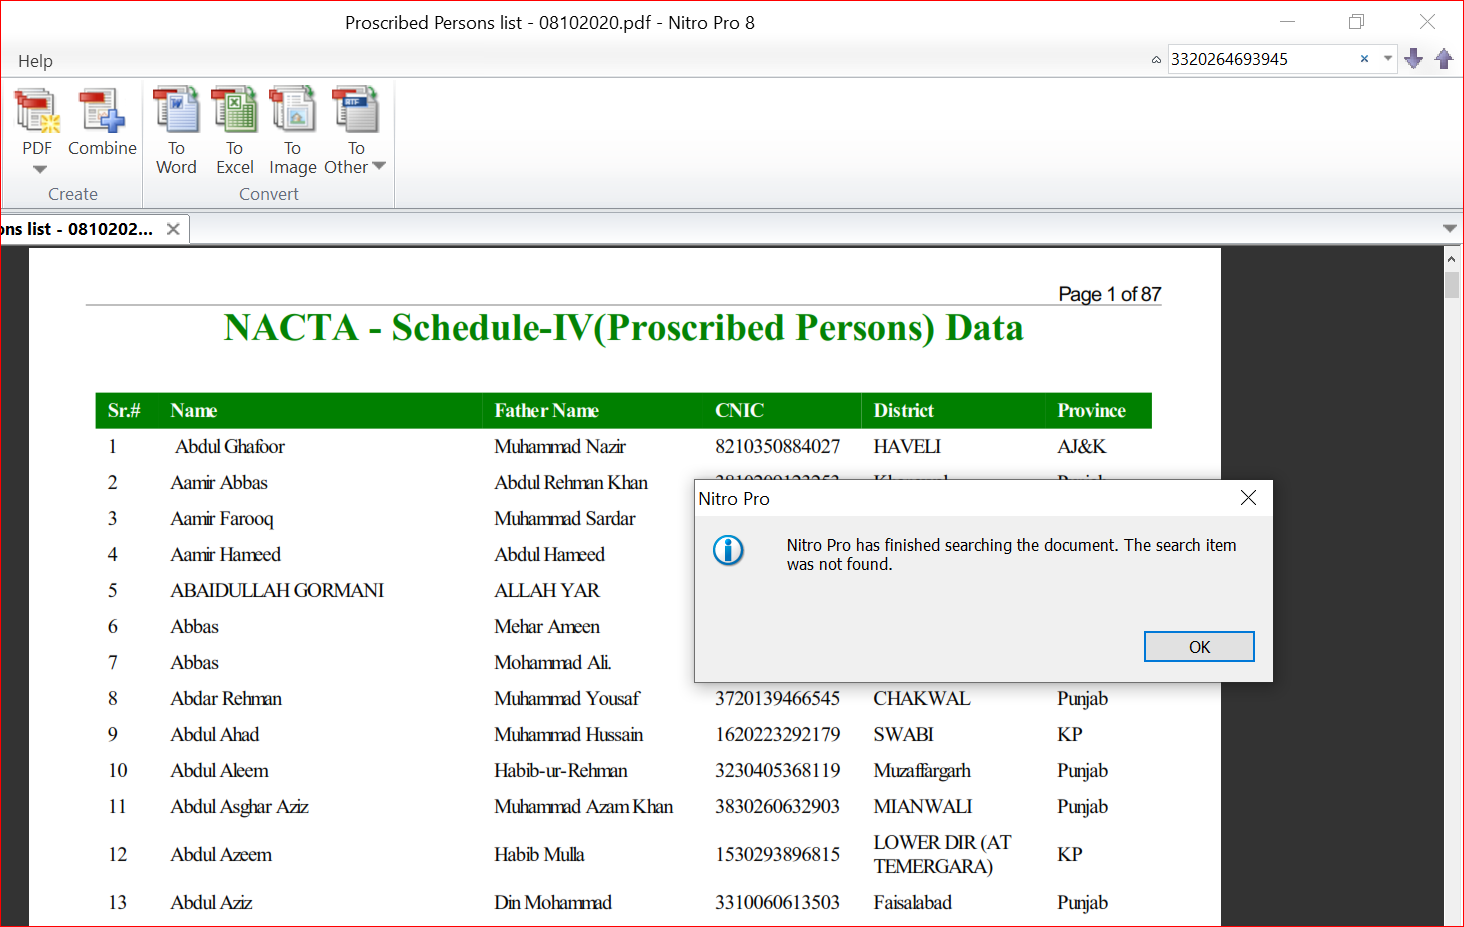 Proscribed Persons list - 08102020.pdf - Nitro Pro 8
Help
3320264693945
PDF Combine To Word To Excel To Image To Other
Create Convert
ons list - 0810202...
Page 1 of 87
NACTA - Schedule-IV(Proscribed Persons) Data
Sr.# Name Father Name CNIC District Province
1 Abdul Ghafoor Muhammad Nazir 8210350884027 HAVELI AJ&K
2 Aamir Abbas Abdul Rehman Khan
3 Aamir Farooq Muhammad Sardar
4 Aamir Hameed Abdul Hameed
5 ABAIDULLAH GORMANI ALLAH YAR
6 Abbas Mehar Ameen
7 Abbas Mohammad Ali.
8 Abdar Rehman Muhammad Yousaf 3720139466545 CHAKWAL Punjab
9 Abdul Ahad Muhammad Hussain 1620223292179 SWABI KP
10 Abdul Aleem Habib-ur-Rehman 3230405368119 Muzaffargarh Punjab
11 Abdul Asghar Aziz Muhammad Azam Khan 3830260632903 MIANWALI Punjab
12 Abdul Azeem Habib Mulla 1530293896815 LOWER DIR (AT TEMERGARA) KP
13 Abdul Aziz Din Mohammad 3310060613503 Faisalabad Punjab
Nitro Pro
Nitro Pro has finished searching the document. The search item
was not found.
OK